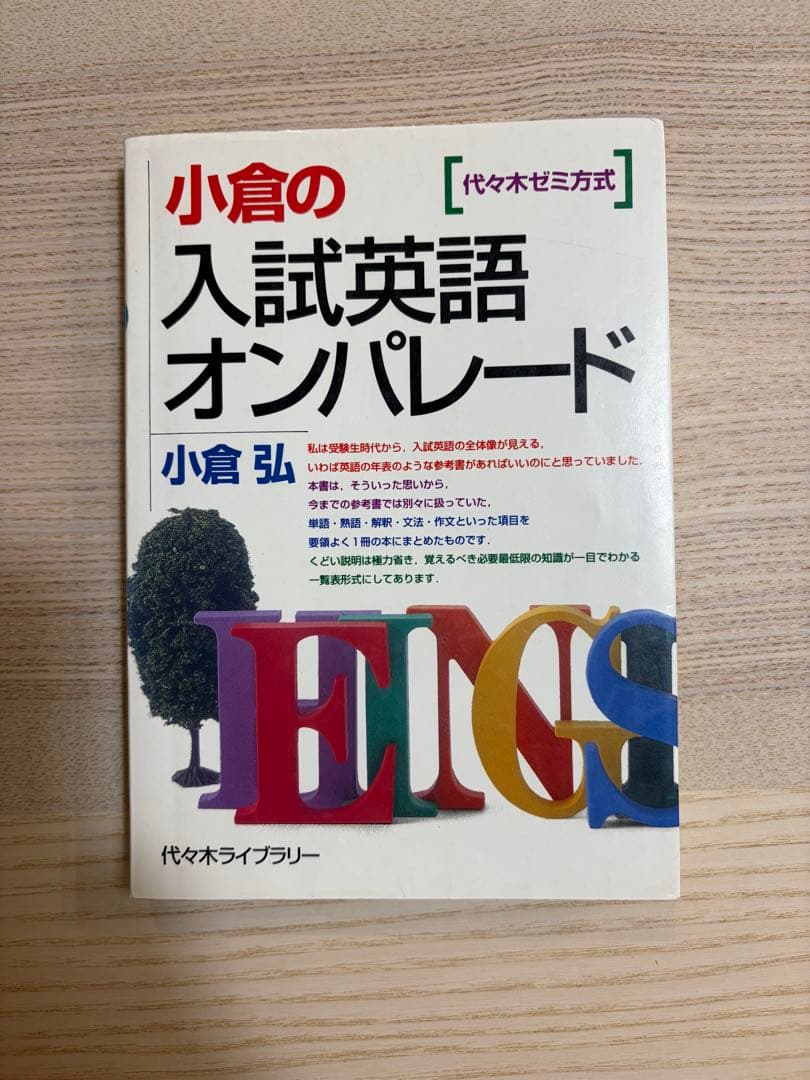 小倉の
[代々木ゼミ方式]
入試英語
オンパレード
小倉 弘
私は受験生時代から，入試英語の全体像が見える，
いわば英語の年表のような参考書があればいいのにと思っていました．
本書は，そういった思いから，
今までの参考書では別々に扱っていた，
単語・熟語・解釈・文法・作文といった項目を
要領よく1冊の本にまとめたものです．
くどい説明は極力省き，覚えるべき必要最低限の知識が一目でわかる
一覧表形式にしてあります．
HINI
ENGS
代々木ライブラリー